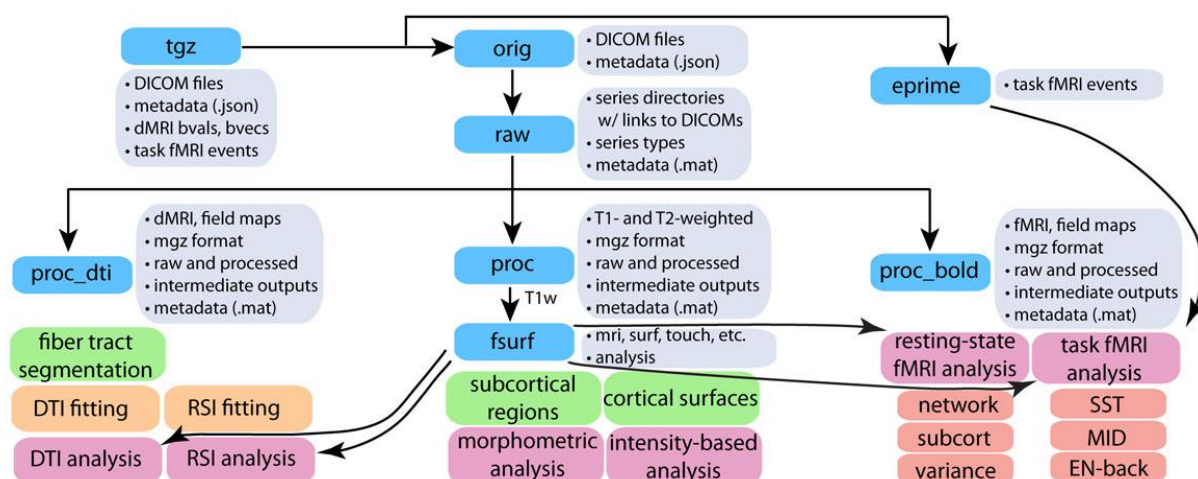 tgz
• DICOM files
• metadata (.json)
• dMRI bvals, bvecs
• task fMRI events
orig
• DICOM files
• metadata (.json)
eprime
• task fMRI events
raw
• series directories
w/ links to DICOMs
• series types
• metadata (.mat)
proc_dti
• dMRI, field maps
• mgz format
• raw and processed
• intermediate outputs
• metadata (.mat)
proc
• T1- and T2-weighted
• mgz format
• raw and processed
• intermediate outputs
• metadata (.mat)
proc_bold
• fMRI, field maps
• mgz format
• raw and processed
• intermediate outputs
• metadata (.mat)
T1w
fsurf
• mri, surf, touch, etc.
• analysis
fiber tract
segmentation
DTI fitting
RSI fitting
DTI analysis
RSI analysis
subcortical
regions
cortical surfaces
morphometric
analysis
intensity-based
analysis
resting-state
fMRI analysis
network
subcort
variance
task fMRI
analysis
SST
MID
EN-back